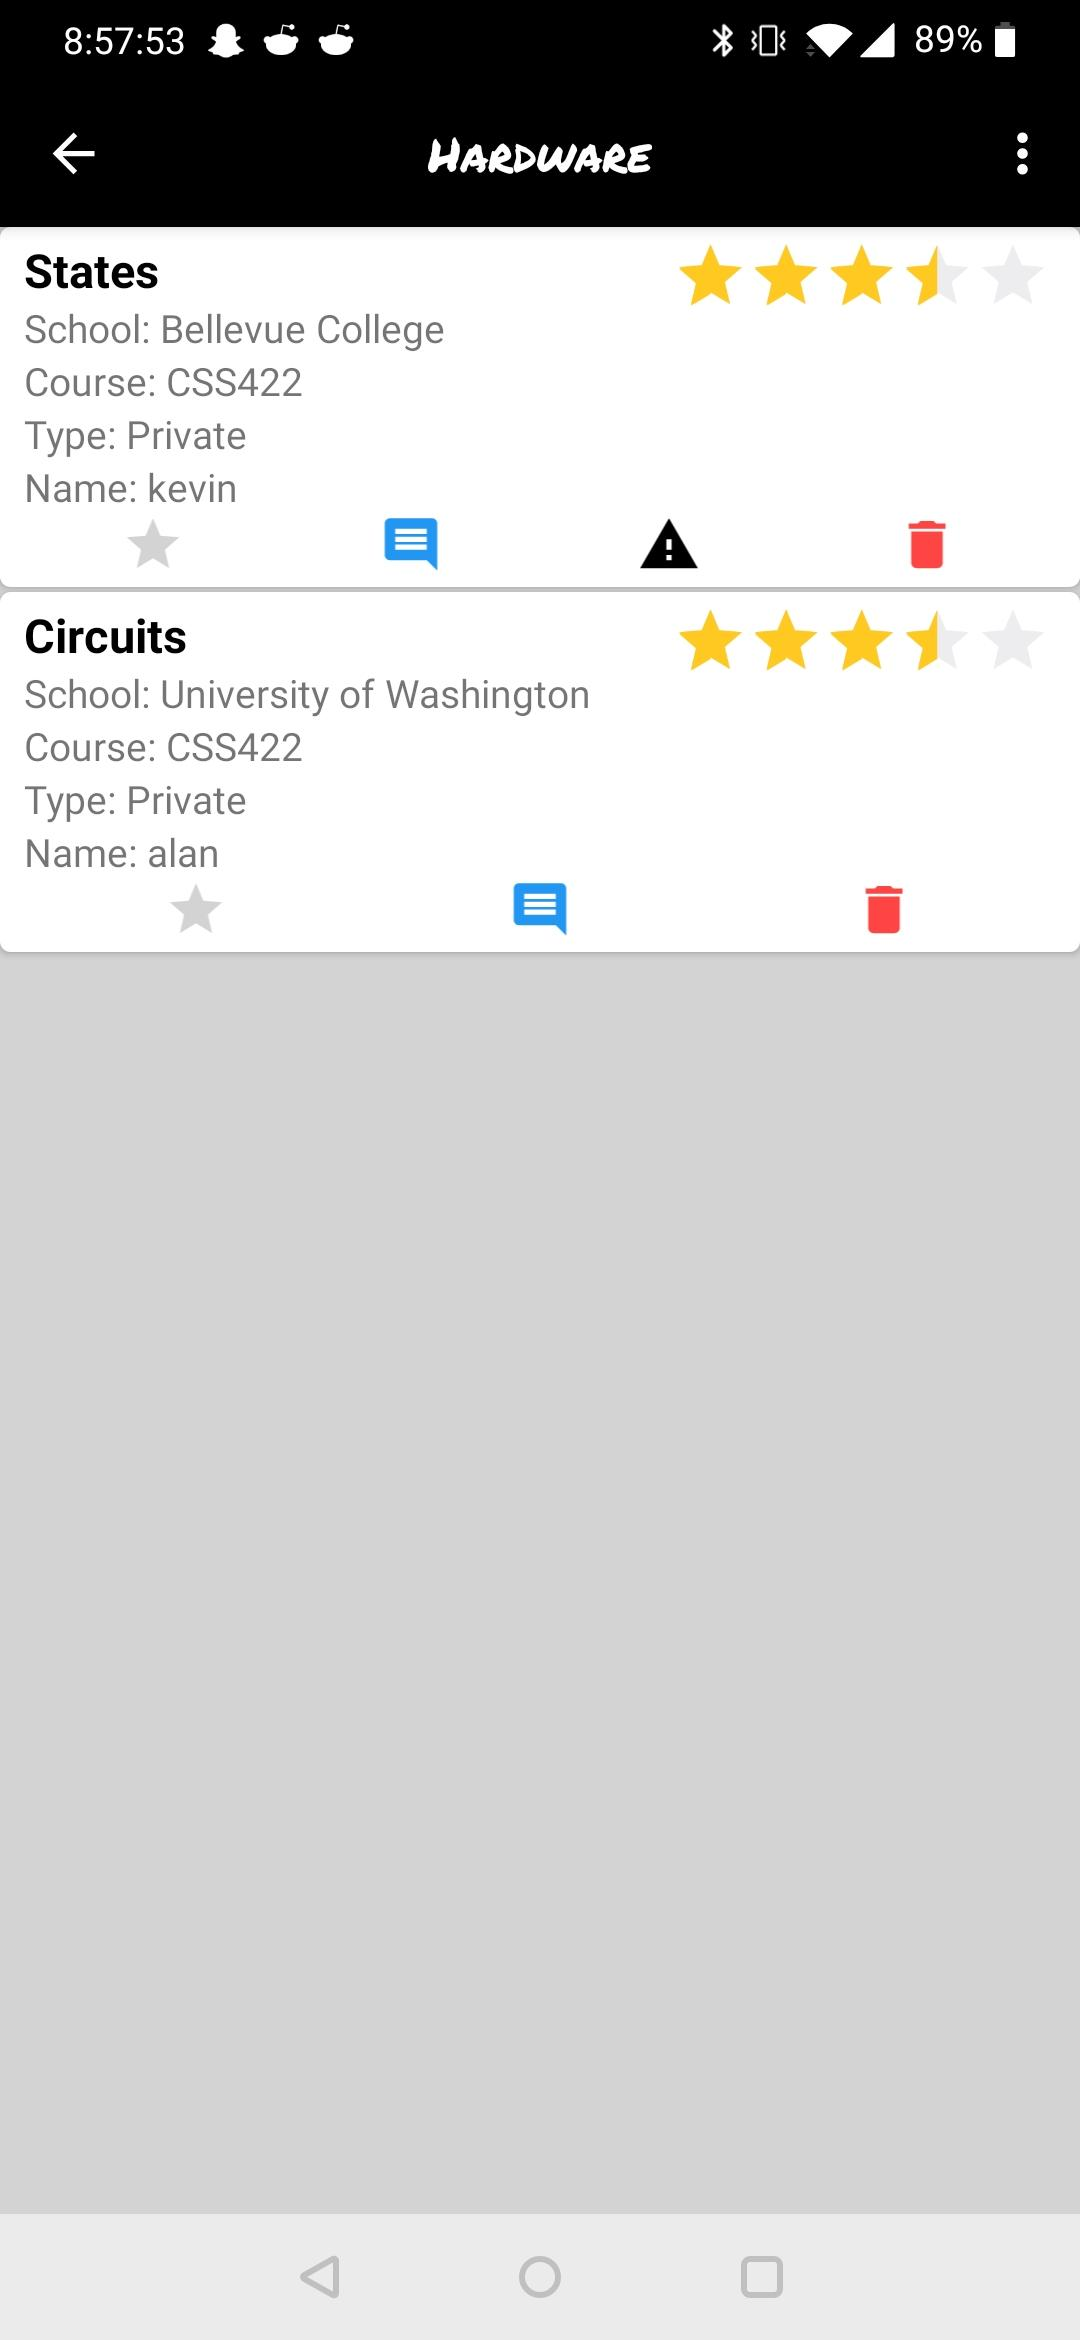 8:57:53 89%
Hardware
States
School: Bellevue College
Course: CSS422
Type: Private
Name: kevin
Circuits
School: University of Washington
Course: CSS422
Type: Private
Name: alan